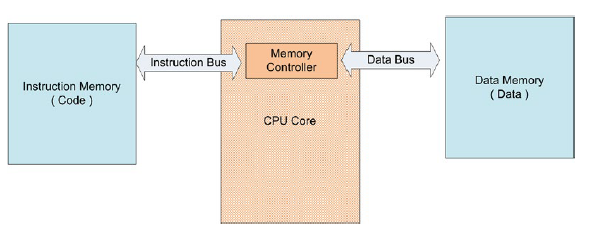 Instruction Memory
( Code )
Instruction Bus
Memory
Controller
CPU Core
Data Bus
Data Memory
( Data )